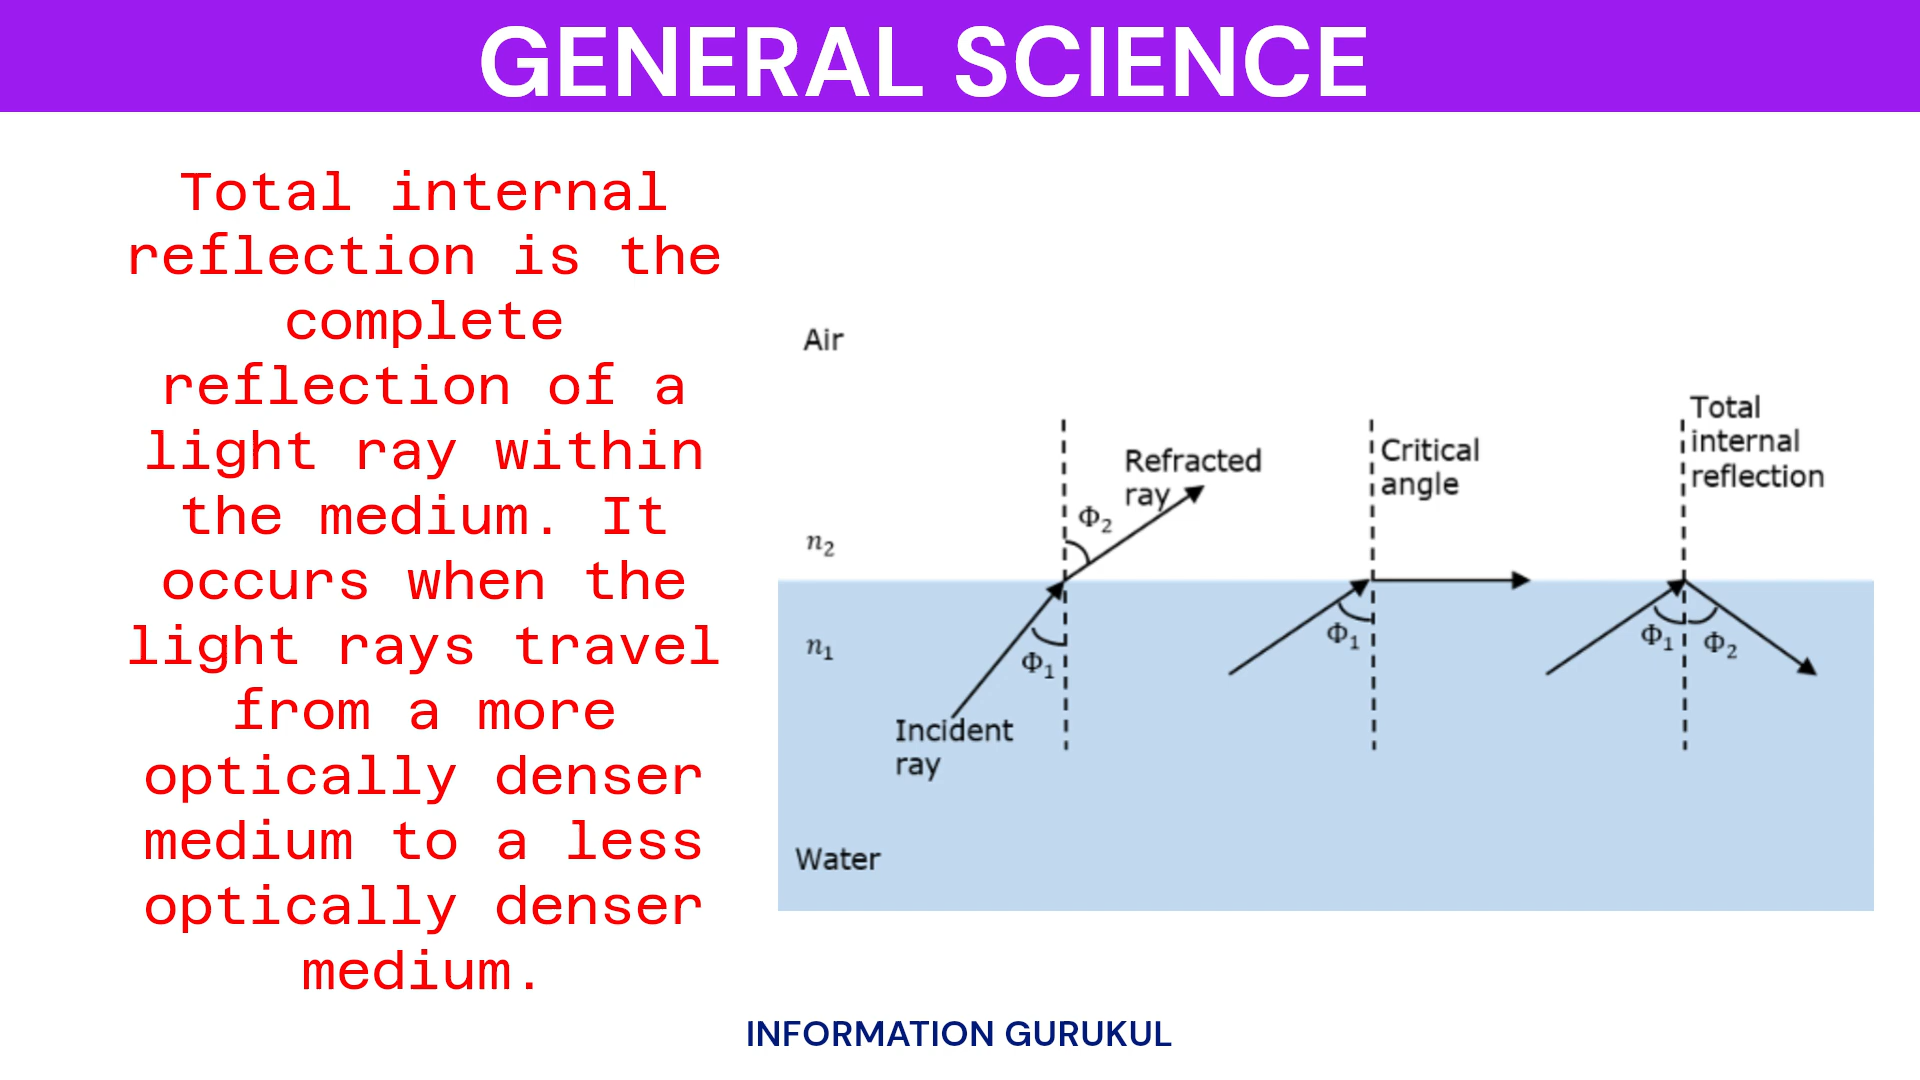 GENERAL SCIENCE
Total internal
reflection is the
complete
reflection of a
light ray within
the medium. It
occurs when the
light rays travel
from a more
optically denser
medium to a less
optically denser
medium.
Air
n₂
n₁
Water
Refracted
ray
Φ₂
Φ₁
Incident
ray
Critical
angle
Φ₁
Total
internal
reflection
Φ₁
Φ₂
INFORMATION GURUKUL